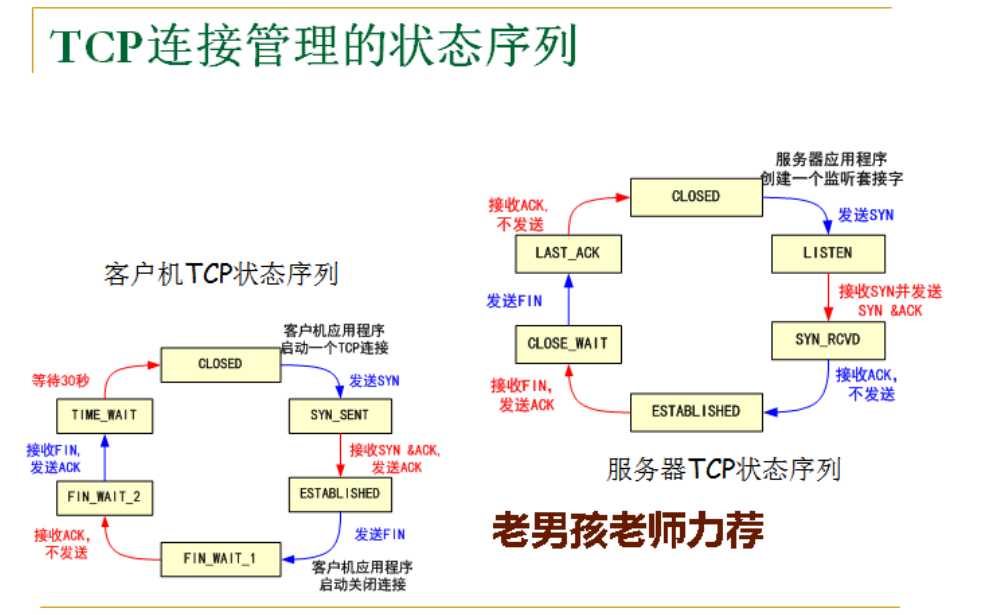 TCP连接管理的状态序列
客户机TCP状态序列
客户机应用程序
启动一个TCP连接
CLOSED
等待30秒
发送SYN
TIME_WAIT
SYN_SENT
接收FIN,
发送ACK
接收SYN &ACK,
发送ACK
FIN_WAIT_2
ESTABLISHED
接收ACK,
不发送
发送FIN
FIN_WAIT_1
客户机应用程序
启动关闭连接
服务器应用程序
创建一个监听套接字
CLOSED
接收ACK,
不发送
发送SYN
LAST_ACK
LISTEN
发送FIN
接收SYN并发送
SYN &ACK
CLOSE_WAIT
SYN_RCVD
接收FIN,
发送ACK
接收ACK,
不发送
ESTABLISHED
服务器TCP状态序列
老男孩老师力荐